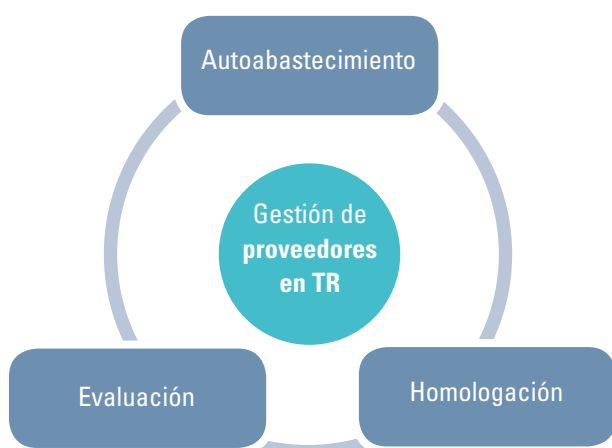 Autoabastecimiento
Gestión de
proveedores
en TR
Evaluación
Homologación